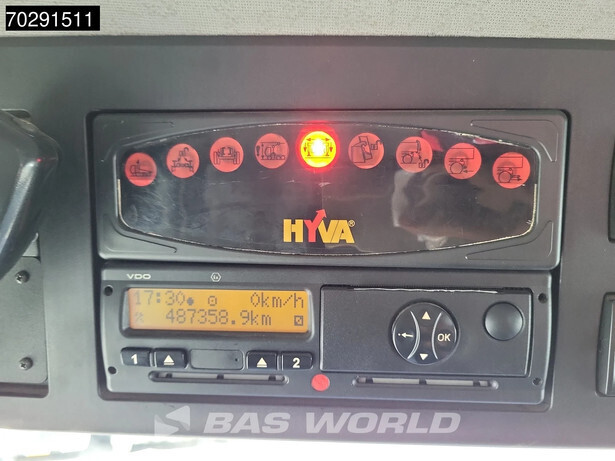 70291511
HYVA®
VDO
17:30 0km/h
487358.9km
1 2
OK
BAS WORLD